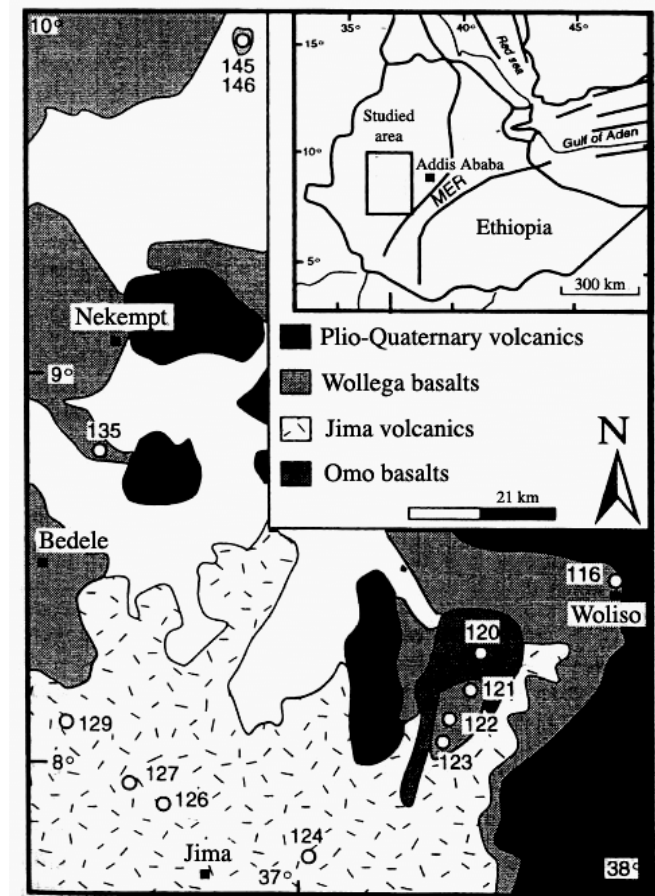 10°
145
146
35°
40°
45°
15°
10°
5°
Red sea
Gulf of Aden
Studied
area
Addis Ababa
MER
Ethiopia
300 km
Nekempt
9°
135
Bedele
Plio-Quaternary volcanics
Wollega basalts
Jima volcanics
Omo basalts
N
21 km
116
Woliso
120
121
122
123
129
8°
127
126
124
Jima
37°
38°